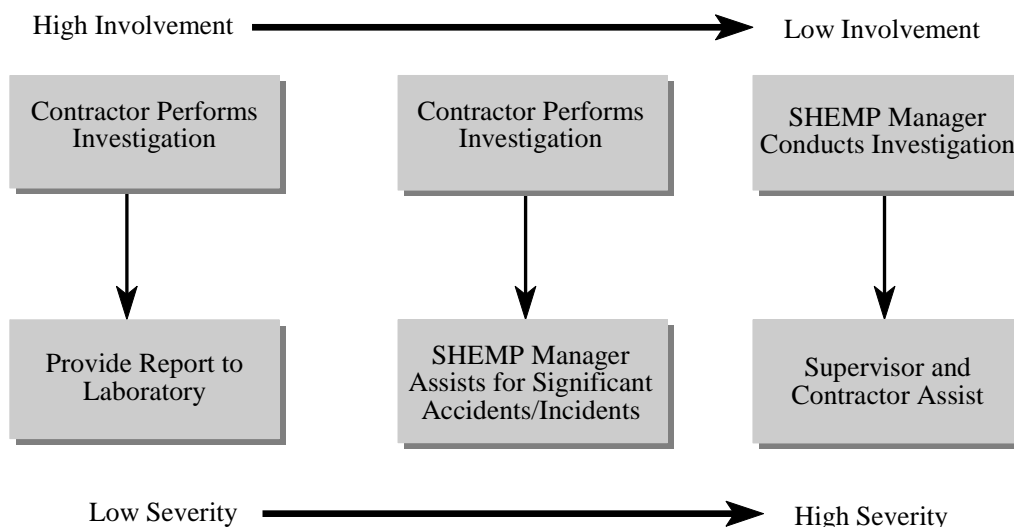 High Involvement
Low Involvement
Contractor Performs
Investigation
Contractor Performs
Investigation
SHEMP Manager
Conducts Investigation
Provide Report to
Laboratory
SHEMP Manager
Assists for Significant
Accidents/Incidents
Supervisor and
Contractor Assist
Low Severity
High Severity